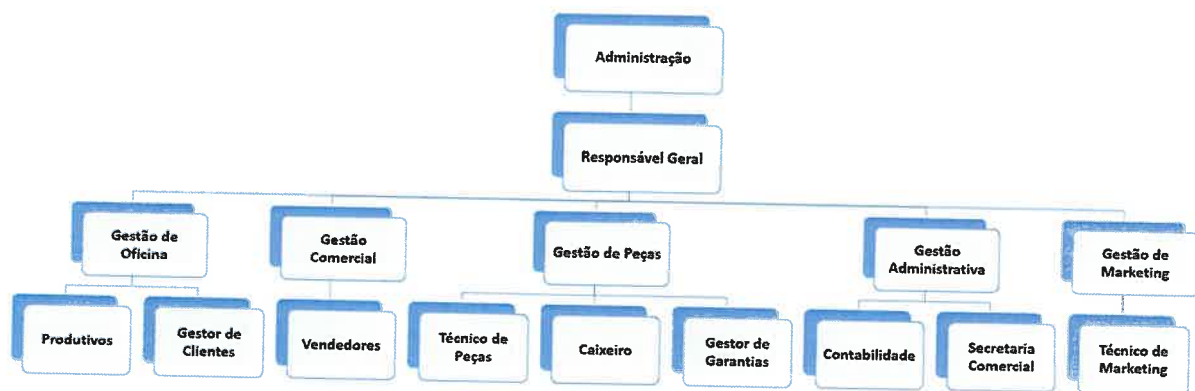 Administração
Responsável Geral
Gestão de
Oficina
Gestão
Comercial
Gestão de Peças
Gestão
Administrativa
Gestão de
Marketing
Produtivos
Gestor de
Clientes
Vendedores
Técnico de
Peças
Caixeiro
Gestor de
Garantias
Contabilidade
Secretaría
Comercial
Técnico de
Marketing